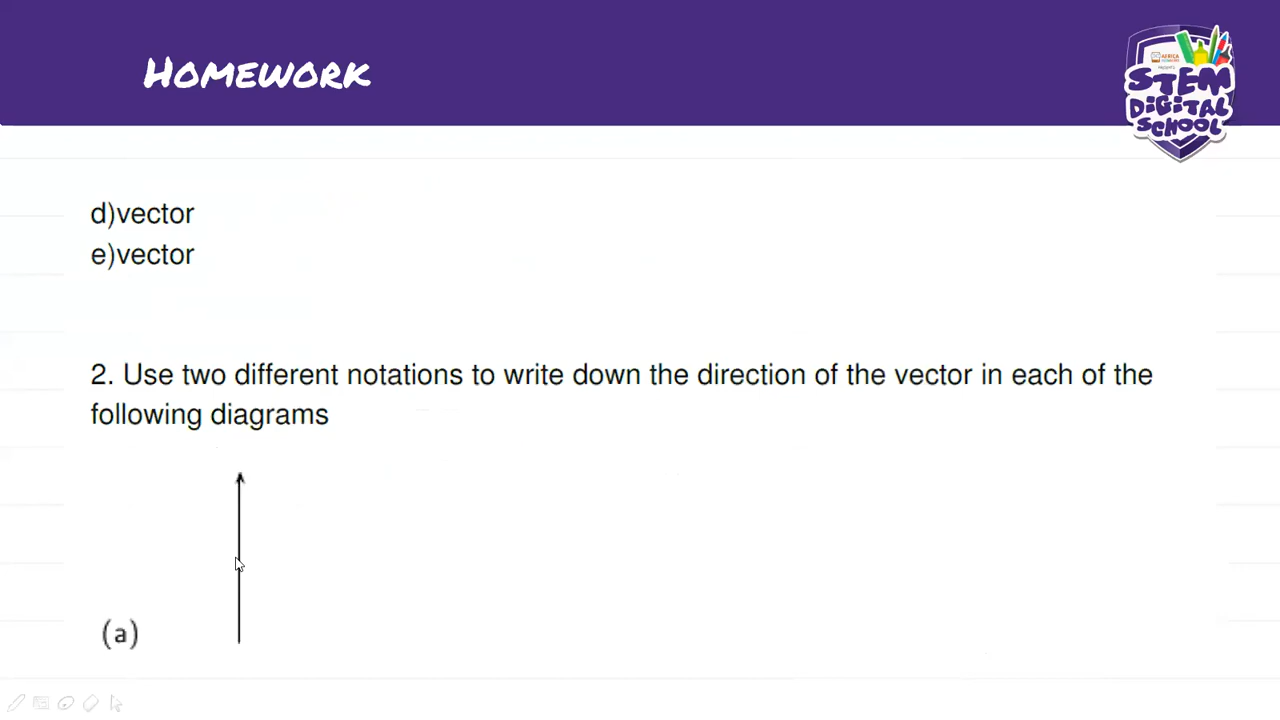 HOMEWORK
AFRICA
STEM
DIGITAL
SCHOOL
d)vector
e)vector
2. Use two different notations to write down the direction of the vector in each of the
following diagrams
(a)